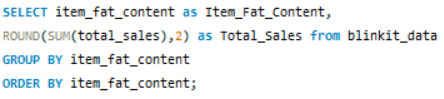 SELECT item_fat_content as Item_Fat_Content,
ROUND(SUM(total_sales),2) as Total_Sales from blinkit_data
GROUP BY item_fat_content
ORDER BY item_fat_content;